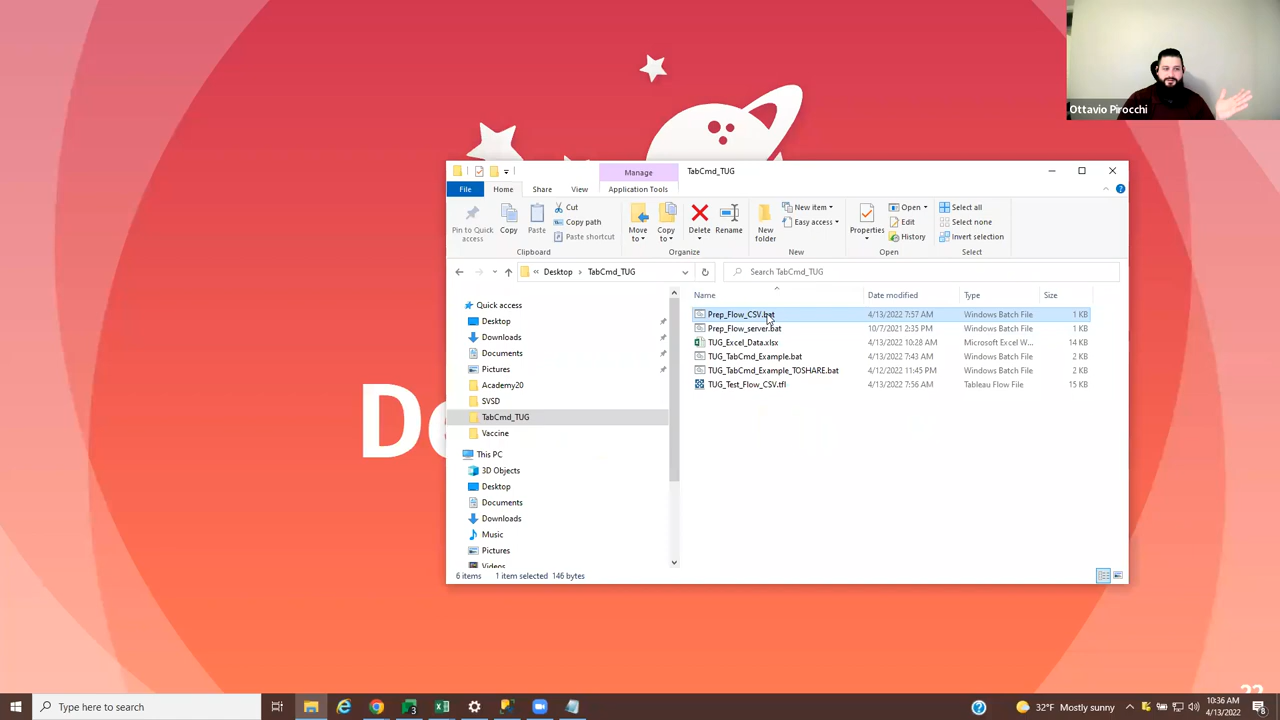 Ottavio Pirocchi
Manage
TabCmd_TUG
File
Home
Share
View
Application Tools
Pin to Quick
access
Copy
Paste
Cut
Copy path
Paste shortcut
Clipboard
Move
to
Copy
to
Delete
Rename
Organize
New
folder
New item
Easy access
New
Properties
Open
Edit
History
Open
Select all
Select none
Invert selection
Select
« Desktop › TabCmd_TUG
Search TabCmd_TUG
Quick access
Desktop
Downloads
Documents
Pictures
Academy20
SVSD
TabCmd_TUG
Vaccine
This PC
3D Objects
Desktop
Documents
Downloads
Music
Pictures
Videos
Name Date modified Type Size
Prep_Flow_CSV.bat 4/13/2022 7:57 AM Windows Batch File 1 KB
Prep_Flow_server.bat 10/7/2021 2:35 PM Windows Batch File 1 KB
TUG_Excel_Data.xlsx 4/13/2022 10:28 AM Microsoft Excel W... 14 KB
TUG_TabCmd_Example.bat 4/13/2022 7:43 AM Windows Batch File 2 KB
TUG_TabCmd_Example_TOSHARE.bat 4/12/2022 11:45 PM Windows Batch File 2 KB
TUG_Test_Flow_CSV.tfl 4/13/2022 7:56 AM Tableau Flow File 15 KB
6 items 1 item selected 146 bytes
D
22
Type here to search
3
32°F Mostly sunny
10:36 AM
4/13/2022
8